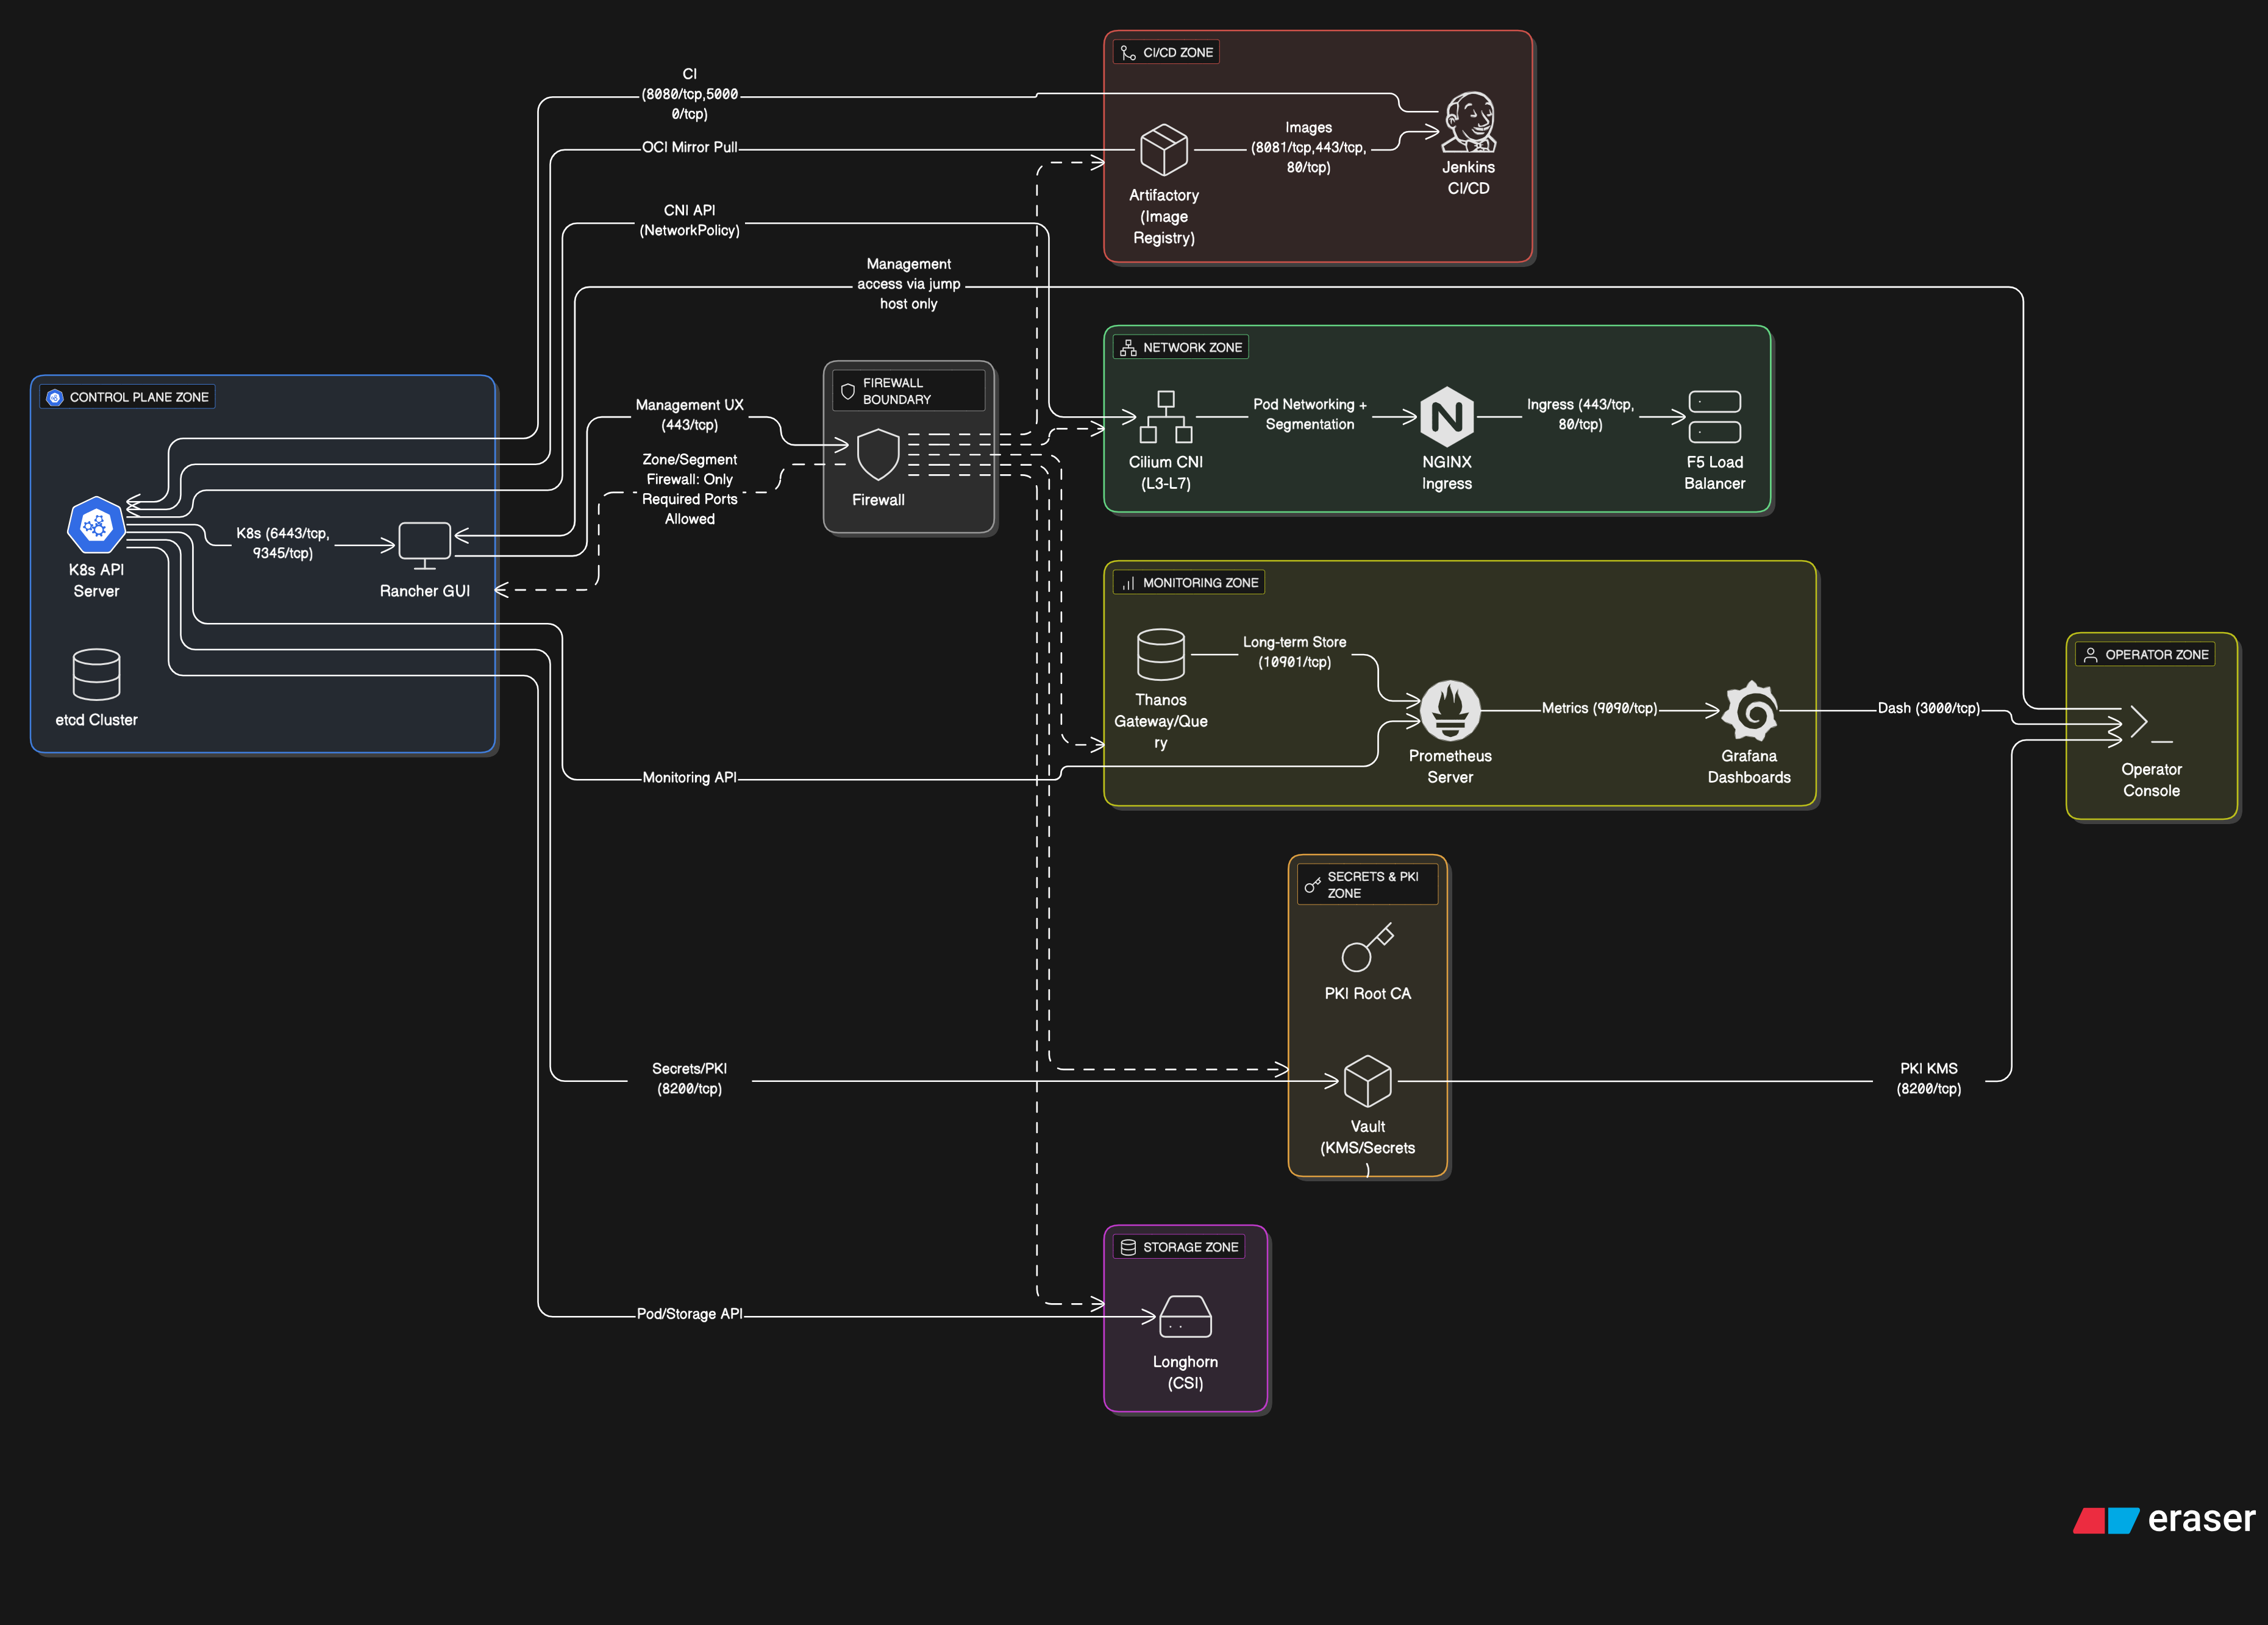 CI/CD ZONE
CI
(8080/tcp,5000
0/tcp)
OCI Mirror Pull
Images
(8081/tcp,443/tcp,
80/tcp)
Jenkins
CI/CD
Artifactory
(Image
Registry)
CNI API
(NetworkPolicy)
Management
access via jump
host only
NETWORK ZONE
Cilium CNI
(L3-L7)
Pod Networking +
Segmentation
NGINX
Ingress
Ingress (443/tcp,
80/tcp)
F5 Load
Balancer
FIREWALL
BOUNDARY
Firewall
Management UX
(443/tcp)
Zone/Segment
Firewall: Only
Required Ports
Allowed
CONTROL PLANE ZONE
K8s API
Server
K8s (6443/tcp,
9345/tcp)
Rancher GUI
etcd Cluster
MONITORING ZONE
Thanos
Gateway/Que
ry
Long-term Store
(10901/tcp)
Prometheus
Server
Metrics (9090/tcp)
Grafana
Dashboards
Dash (3000/tcp)
Monitoring API
OPERATOR ZONE
Operator
Console
SECRETS & PKI
ZONE
PKI Root CA
Secrets/PKI
(8200/tcp)
Vault
(KMS/Secrets
)
PKI KMS
(8200/tcp)
STORAGE ZONE
Pod/Storage API
Longhorn
(CSI)
eraser